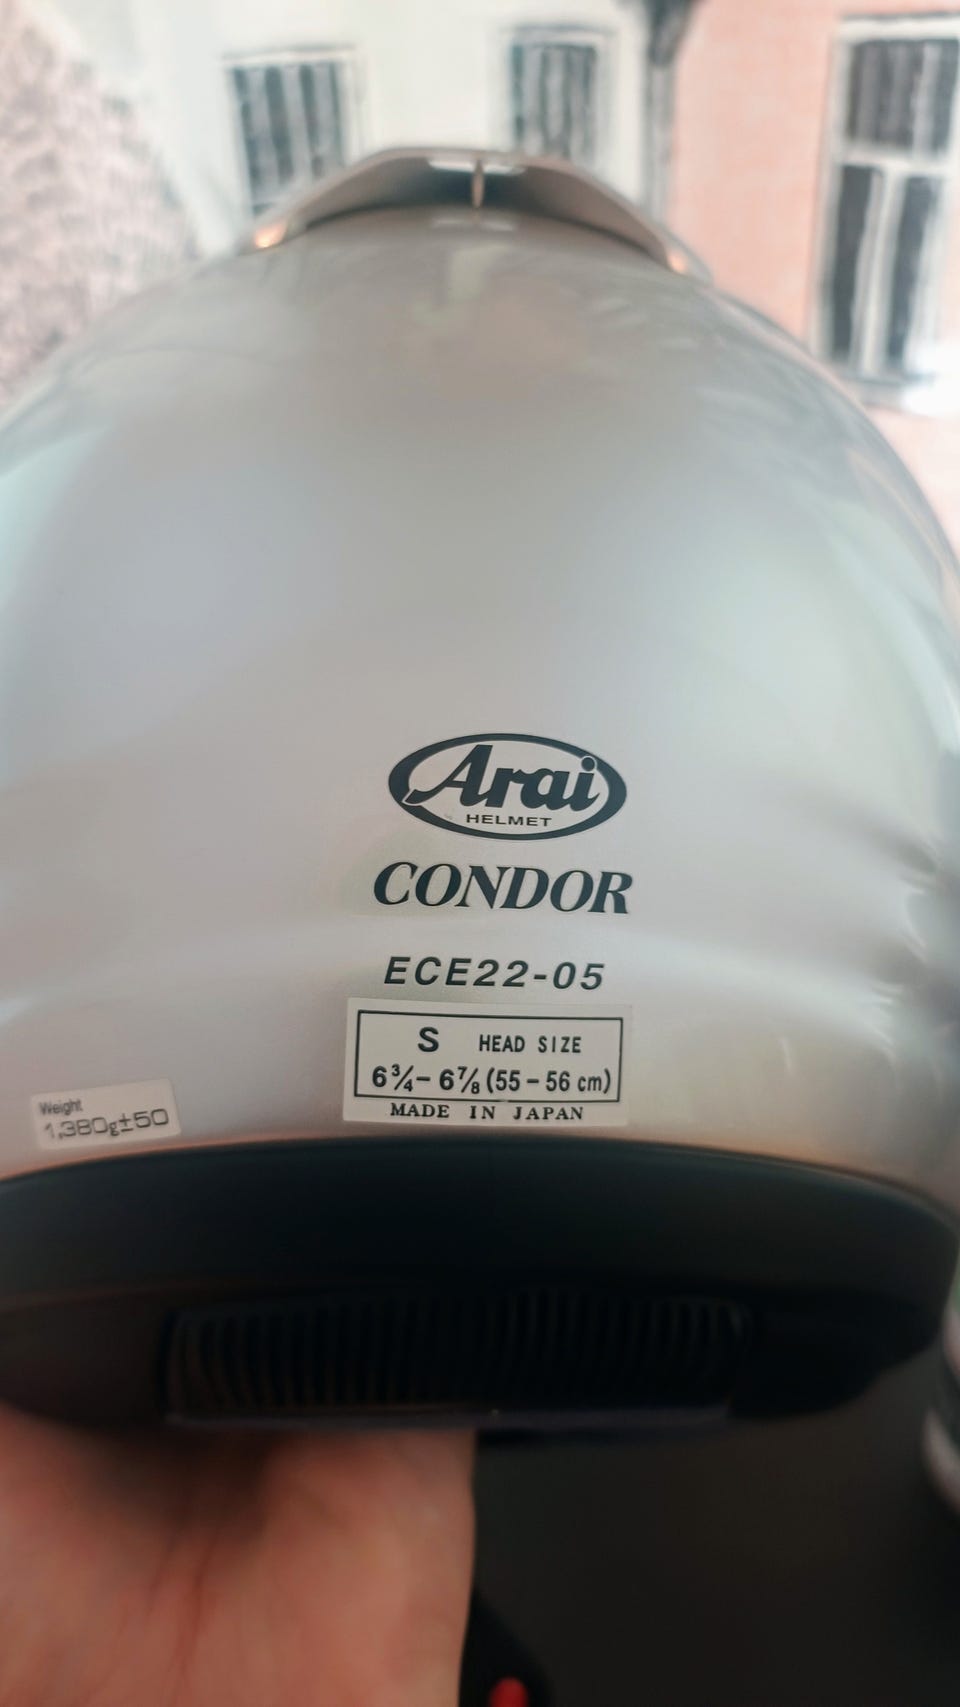 Arai
HELMET
CONDOR
ECE22-05
S HEAD SIZE
6¾- 6⅞ (55 - 56 cm)
MADE IN JAPAN
Weight
1,380g±50